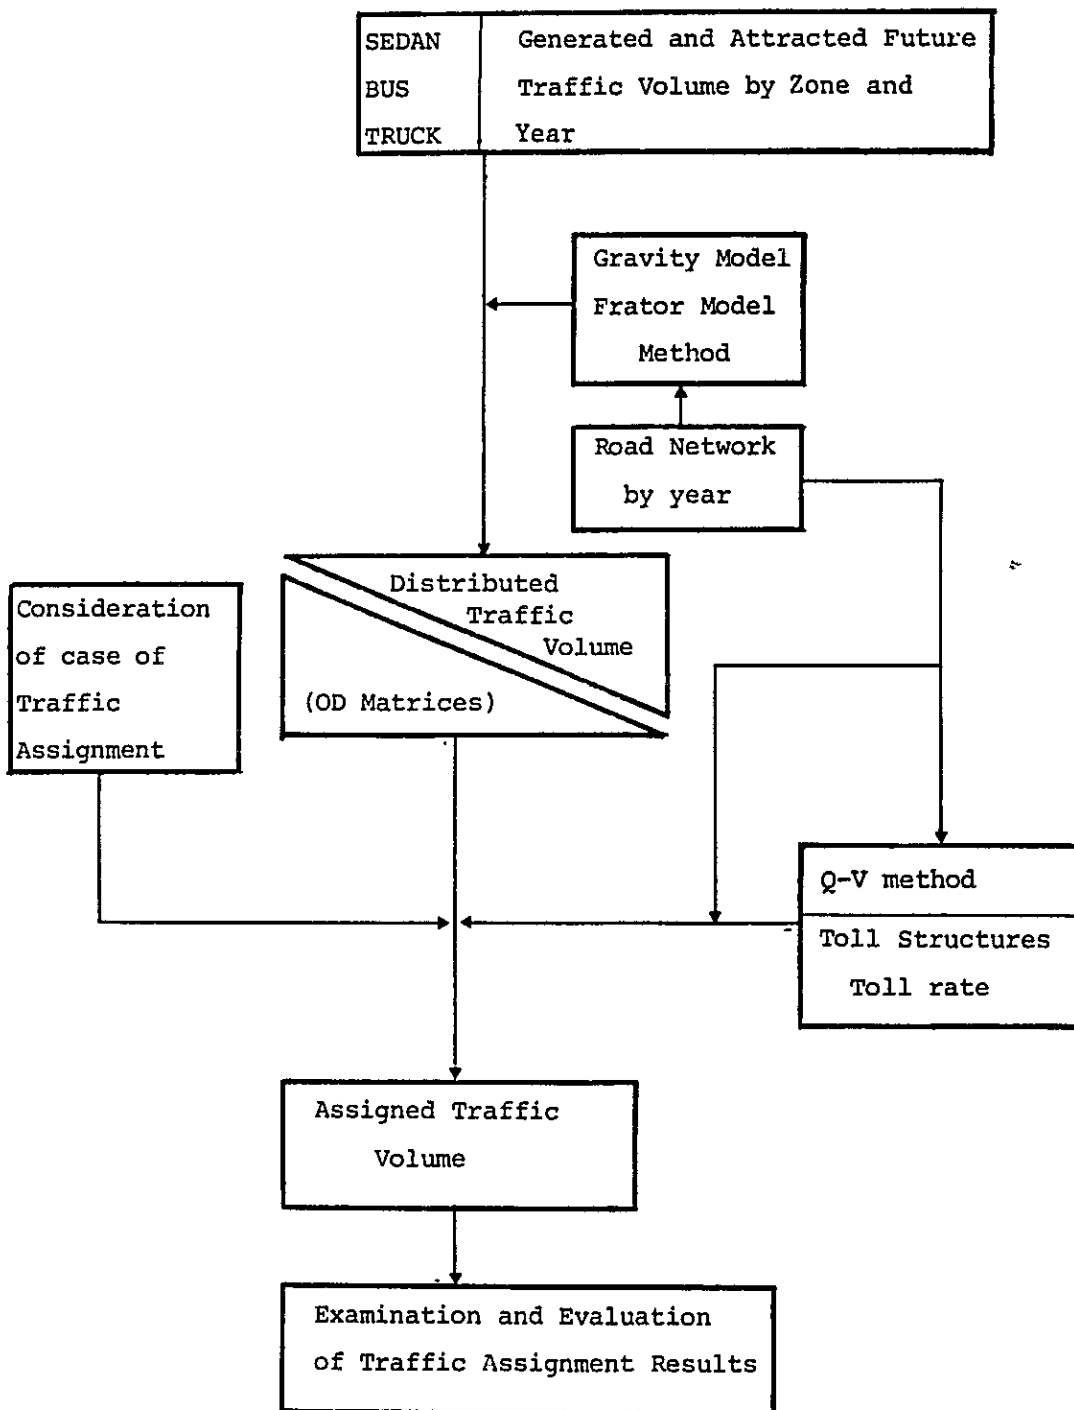 SEDAN
BUS
TRUCK
Generated and Attracted Future
Traffic Volume by Zone and
Year
Gravity Model
Frator Model
Method
Road Network
by year
Distributed
Traffic
Volume
(OD Matrices)
Consideration
of case of
Traffic
Assignment
Q-V method
Toll Structures
Toll rate
Assigned Traffic
Volume
Examination and Evaluation
of Traffic Assignment Results